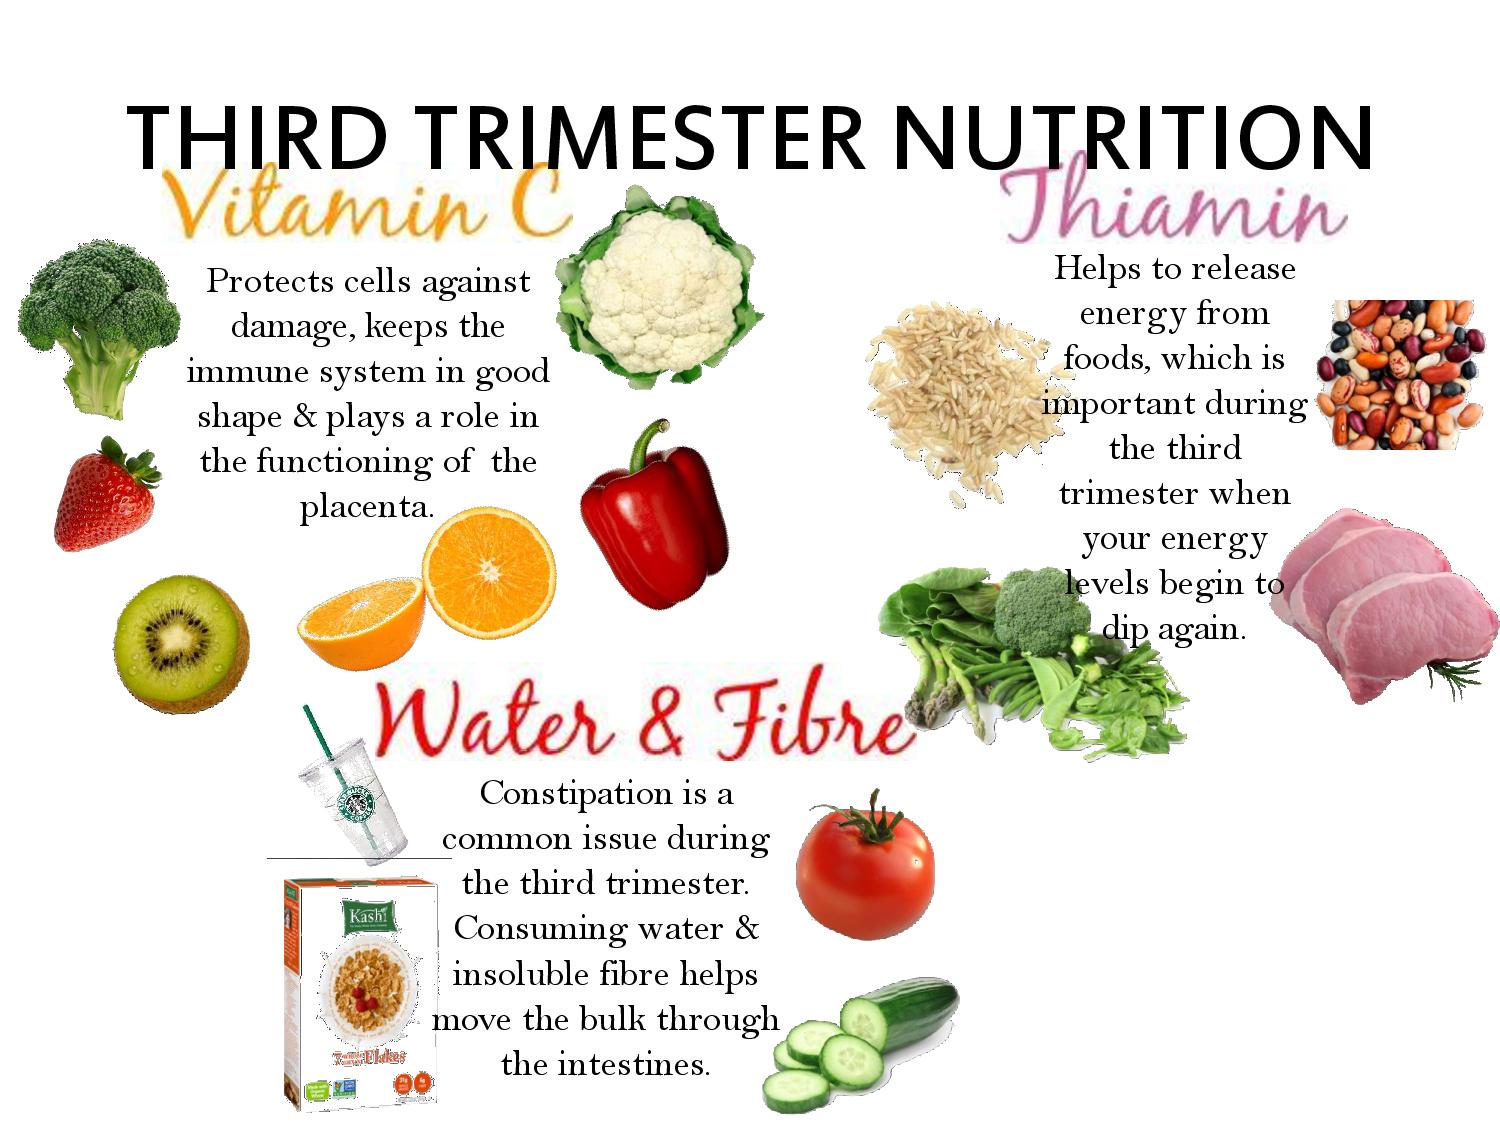 THIRD TRIMESTER NUTRITION
Vitamin C
Protects cells against
damage, keeps the
immune system in good
shape & plays a role in
the functioning of the
placenta.
Thiamin
Helps to release
energy from
foods, which is
important during
the third
trimester when
your energy
levels begin to
dip again.
Water & Fibre
Constipation is a
common issue during
the third trimester.
Consuming water &
insoluble fibre helps
move the bulk through
the intestines.
Kashi
7
Flakes